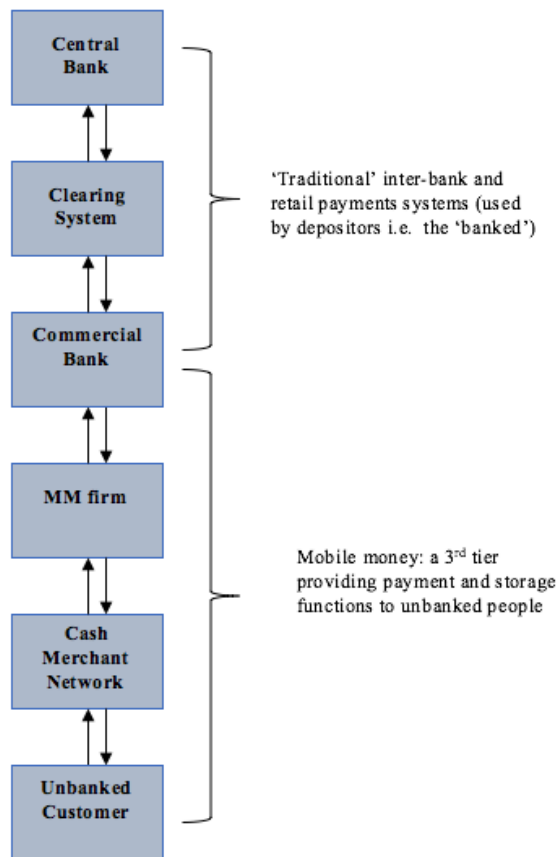 Central
Bank
Clearing
System
‘Traditional’ inter-bank and
retail payments systems (used
by depositors i.e. the ‘banked’)
Commercial
Bank
MM firm
Mobile money: a 3rd tier
providing payment and storage
functions to unbanked people
Cash
Merchant
Network
Unbanked
Customer